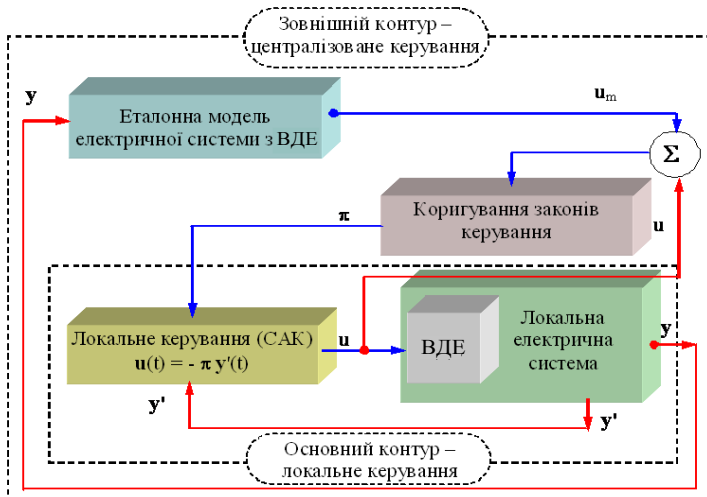 Зовнішній контур –
централізоване керування
y
Еталонна модель
електричної системи з ВДЕ
um
Σ
Коригування законів
керування
π
u
Локальне керування (САК)
u(t) = - π y'(t)
u
ВДЕ
Локальна
електрична
система
y
y'
y'
Основний контур –
локальне керування